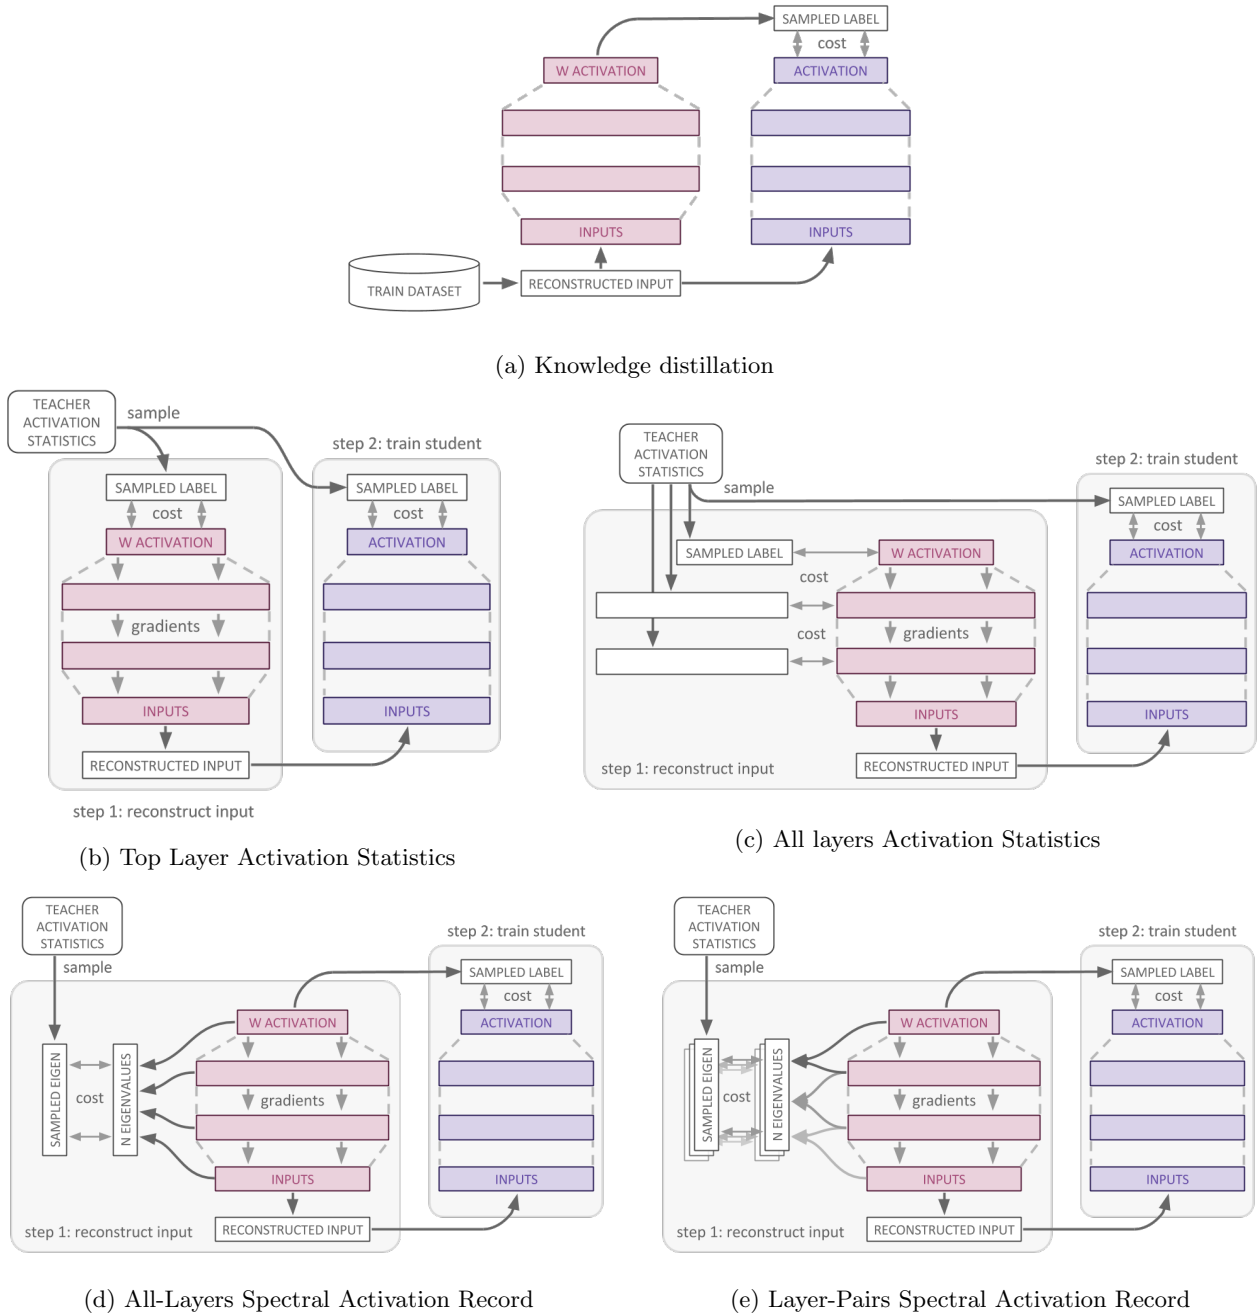 SAMPLED LABEL
cost
W ACTIVATION
ACTIVATION
INPUTS
INPUTS
TRAIN DATASET
RECONSTRUCTED INPUT
(a) Knowledge distillation
TEACHER
ACTIVATION
STATISTICS
sample
step 2: train student
SAMPLED LABEL
SAMPLED LABEL
cost
cost
W ACTIVATION
ACTIVATION
gradients
INPUTS
INPUTS
RECONSTRUCTED INPUT
step 1: reconstruct input
(b) Top Layer Activation Statistics
TEACHER
ACTIVATION
STATISTICS
sample
step 2: train student
SAMPLED LABEL
cost
SAMPLED LABEL
W ACTIVATION
ACTIVATION
cost
cost
gradients
INPUTS
INPUTS
step 1: reconstruct input
RECONSTRUCTED INPUT
(c) All layers Activation Statistics
TEACHER
ACTIVATION
STATISTICS
sample
step 2: train student
SAMPLED LABEL
cost
W ACTIVATION
ACTIVATION
SAMPLED EIGEN
cost
N EIGENVALUES
gradients
INPUTS
INPUTS
step 1: reconstruct input
RECONSTRUCTED INPUT
(d) All-Layers Spectral Activation Record
TEACHER
ACTIVATION
STATISTICS
sample
step 2: train student
SAMPLED LABEL
cost
W ACTIVATION
ACTIVATION
SAMPLED EIGEN
cost
N EIGENVALUES
gradients
INPUTS
INPUTS
step 1: reconstruct input
RECONSTRUCTED INPUT
(e) Layer-Pairs Spectral Activation Record